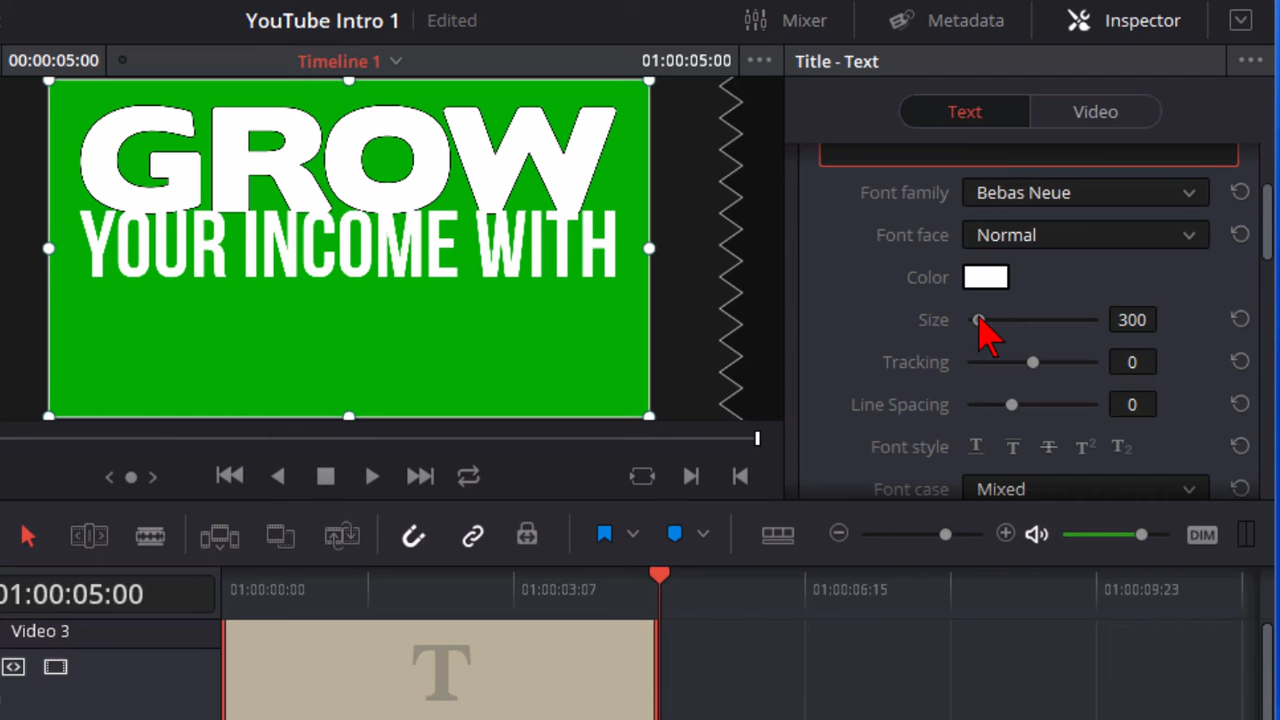 YouTube Intro 1 Edited Mixer Metadata Inspector
00:00:05:00 Timeline 1 01:00:05:00 Title - Text
Text Video
GROW
YOUR INCOME WITH
Font family Bebas Neue
Font face Normal
Color
Size 300
Tracking 0
Line Spacing 0
Font style T T T T2 T2
Font case Mixed
DIM
01:00:05:00 01:00:00:00 01:00:03:07 01:00:06:15 01:00:09:23
Video 3
T